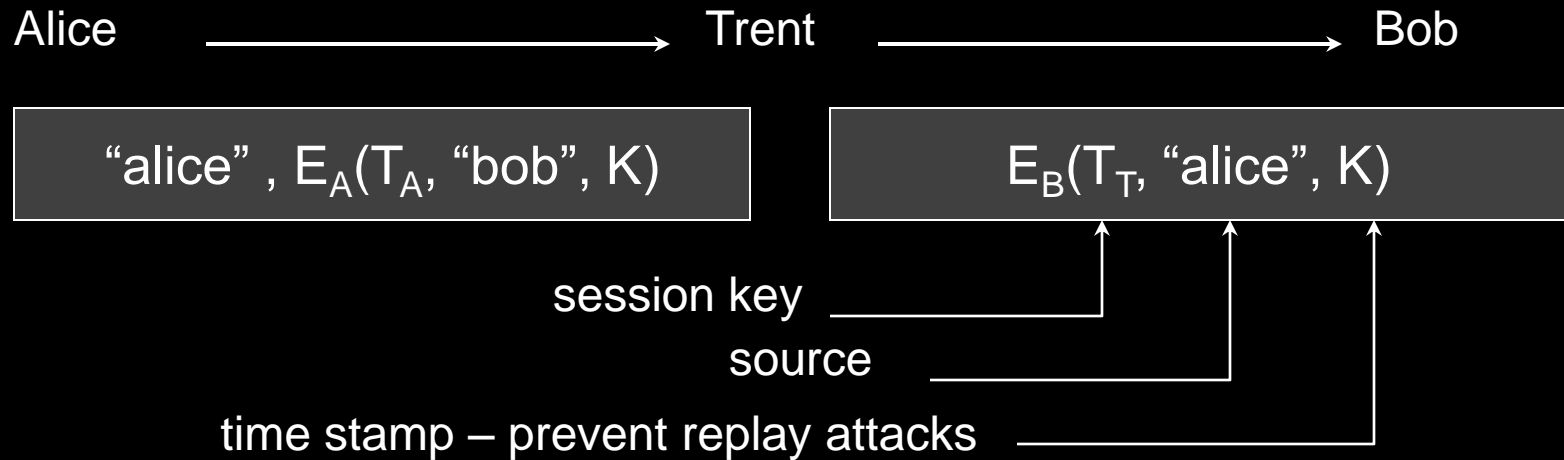 Alice Trent Bob
“alice” , E_A(T_A, “bob”, K) E_B(T_T, “alice”, K)
session key
source
time stamp – prevent replay attacks